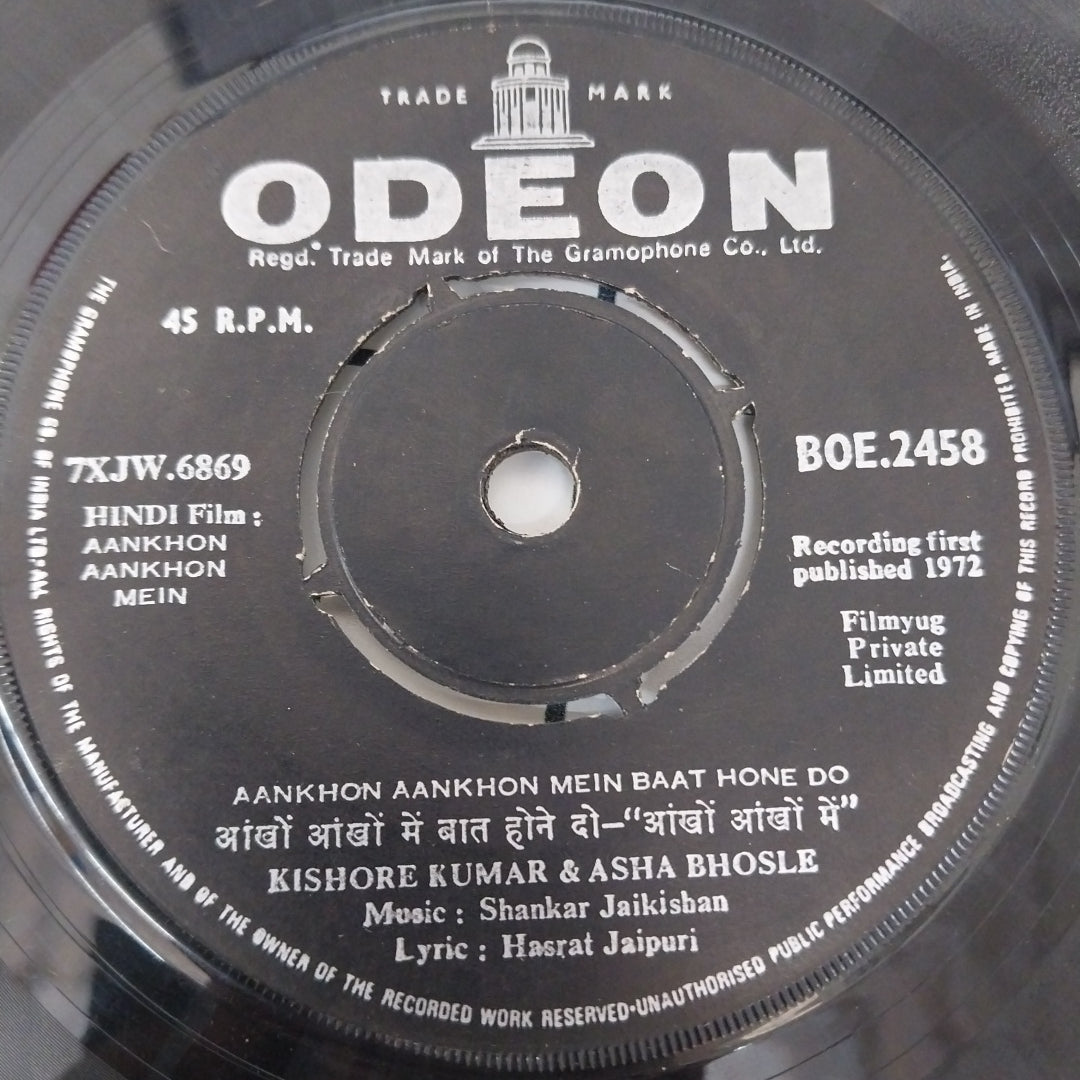 TRADE MARK
ODEON
Regd. Trade Mark of The Gramophone Co., Ltd.
45 R.P.M.
7XJW.6869
HINDI Film :
AANKHON
AANKHON
MEIN
BOE.2458
Recording first
published 1972
Filmyug
Private
Limited
AANKHON AANKHON MEIN BAAT HONE DO
आंखों आंखों में बात होने दो–“आंखों आंखों में”
KISHORE KUMAR & ASHA BHOSLE
Music : Shankar Jaikishan
Lyric : Hasrat Jaipuri
THE GRAMOPHONE CO. OF INDIA LTD. ALL RIGHTS OF THE MANUFACTURER AND OF THE OWNER OF THE RECORDED WORK RESERVED•UNAUTHORISED PUBLIC PERFORMANCE BROADCASTING AND COPYING OF THIS RECORD PROHIBITED. MADE IN INDIA.